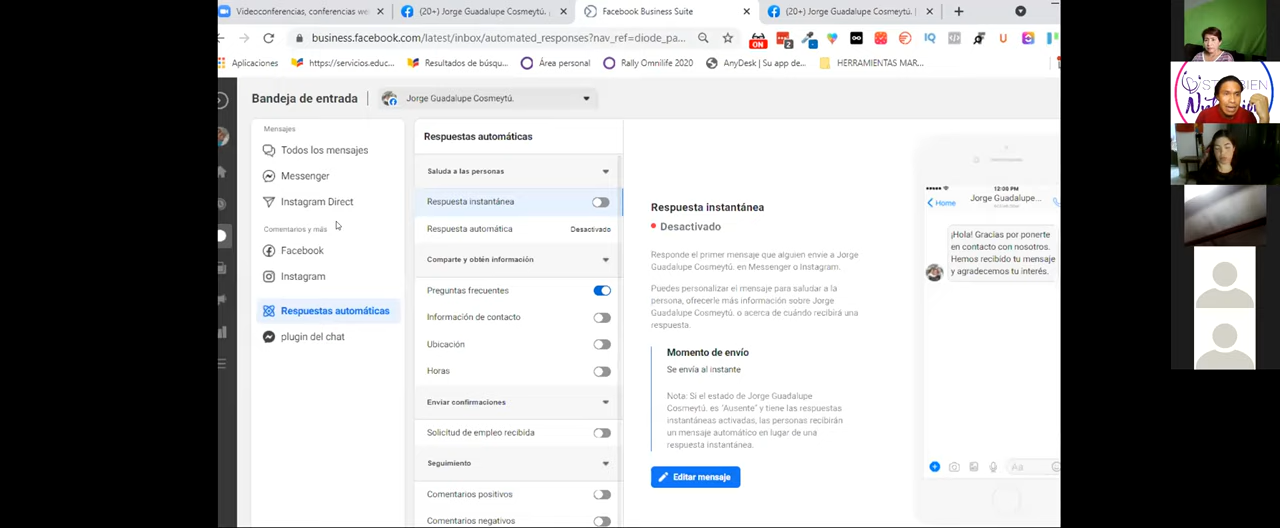 Videoconferencias, conferencias we
(20+) Jorge Guadalupe Cosmeytú.
Facebook Business Suite
(20+) Jorge Guadalupe Cosmeytú. |
business.facebook.com/latest/inbox/automated_responses?nav_ref=diode_pa...
ON
2
Aplicaciones
https://servicios.educ...
Resultados de búsqu...
Área personal
Rally Omnilife 2020
AnyDesk | Su app de...
HERRAMIENTAS MAR...
Bandeja de entrada
Jorge Guadalupe Cosmeytú.
Mensajes
Todos los mensajes
Messenger
Instagram Direct
Comentarios y más
Facebook
Instagram
Respuestas automáticas
plugin del chat
Respuestas automáticas
Saluda a las personas
Respuesta instantánea
Respuesta automática
Desactivado
Comparte y obtén información
Preguntas frecuentes
Información de contacto
Ubicación
Horas
Enviar confirmaciones
Solicitud de empleo recibida
Seguimiento
Comentarios positivos
Comentarios negativos
Respuesta instantánea
Desactivado
Responde el primer mensaje que alguien envíe a Jorge
Guadalupe Cosmeytú. en Messenger o Instagram.
Puedes personalizar el mensaje para saludar a la
persona, ofrecerle más información sobre Jorge
Guadalupe Cosmeytú. o acerca de cuándo recibirá una
respuesta.
Momento de envío
Se envía al instante
Nota: Si el estado de Jorge Guadalupe
Cosmeytú. es "Ausente" y tiene las respuestas
instantáneas activadas, las personas recibirán
un mensaje automático en lugar de una
respuesta instantánea.
Editar mensaje
12:00 PM
Home
Jorge Guadalupe...
¡Hola! Gracias por ponerte
en contacto con nosotros.
Hemos recibido tu mensaje
y agradecemos tu interés.
Aa